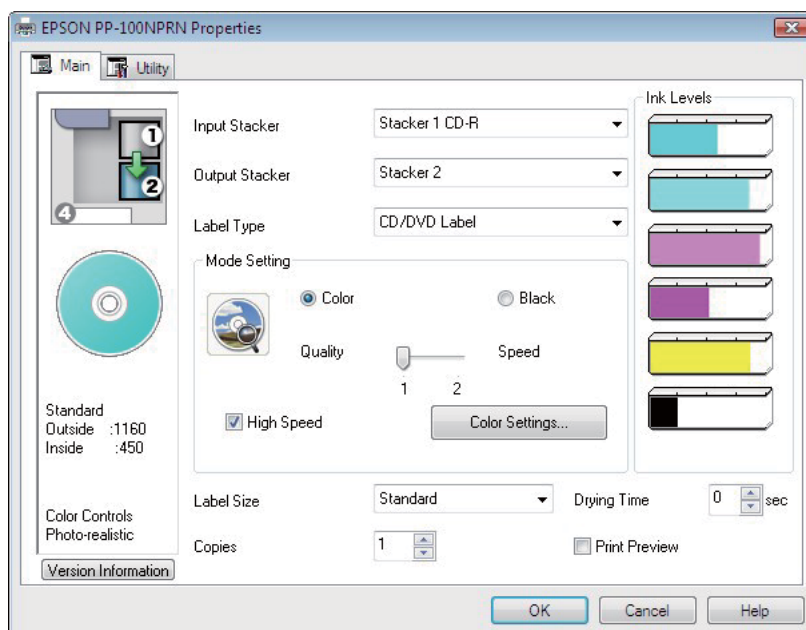 EPSON PP-100NPRN Properties
Main
Utility
1
2
4
Standard
Outside :1160
Inside :450
Color Controls
Photo-realistic
Version Information
Input Stacker
Stacker 1 CD-R
Output Stacker
Stacker 2
Label Type
CD/DVD Label
Mode Setting
Color
Black
Quality
Speed
1 2
High Speed
Color Settings...
Label Size
Standard
Drying Time
0 sec
Copies
1
Print Preview
Ink Levels
OK
Cancel
Help